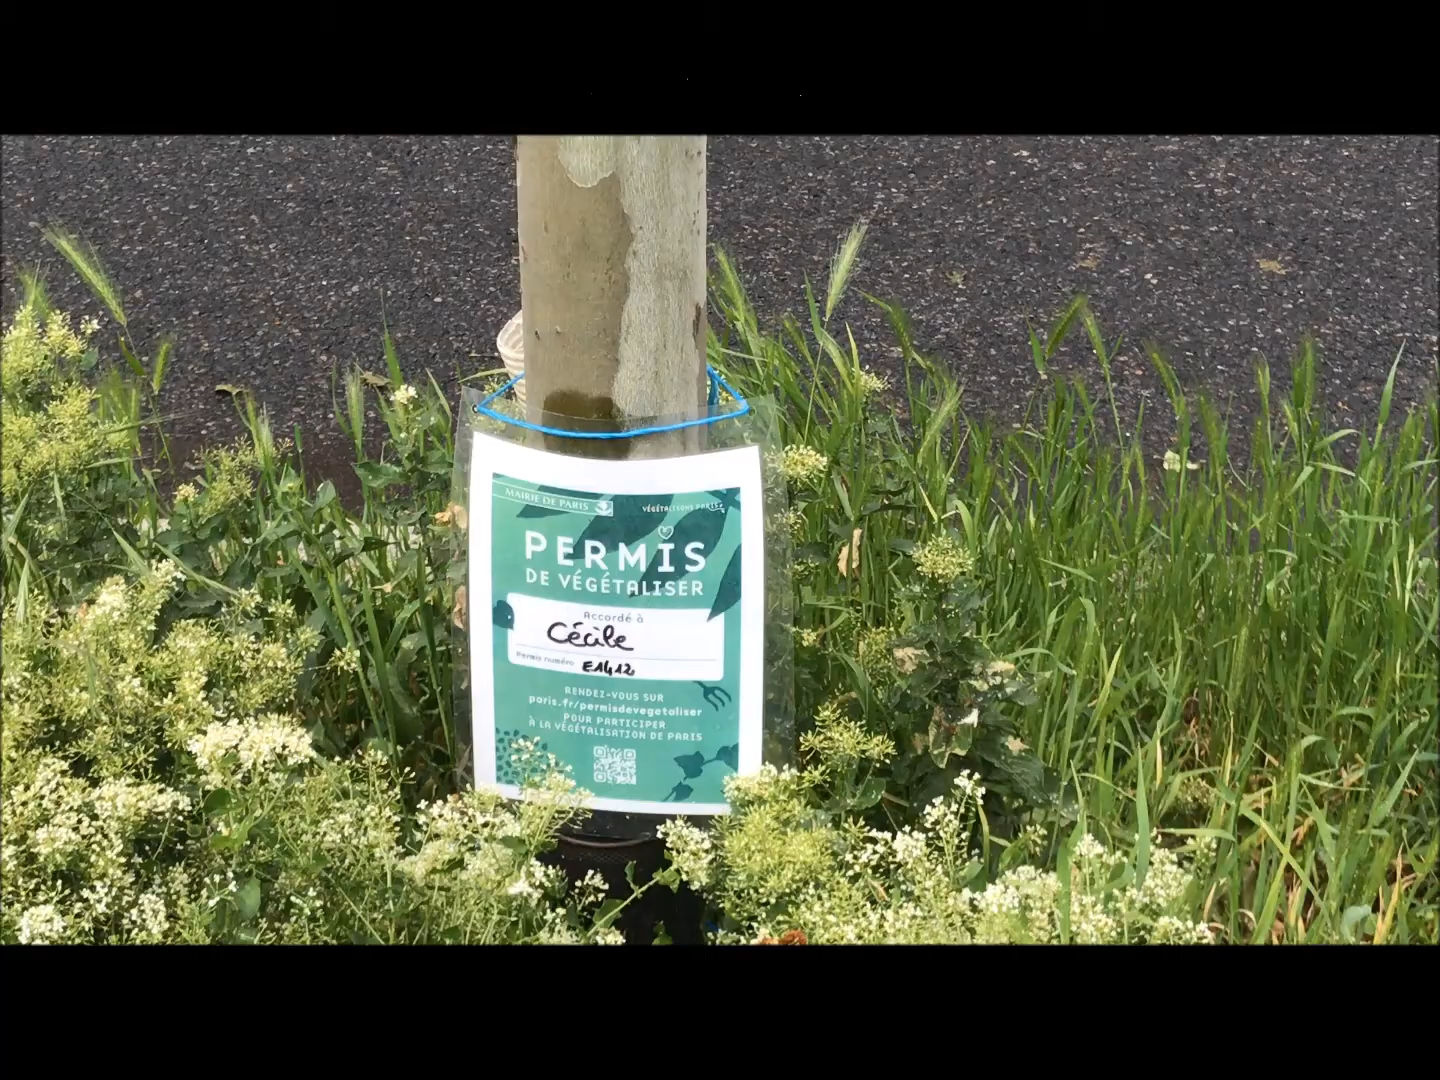 MAIRIE DE PARIS
VÉGÉTALISONS PARIS
PERMIS
DE VÉGÉTALISER
Accordé à
Cécile
Permis numéro E1412
RENDEZ-VOUS SUR
paris.fr/permisdevegetaliser
POUR PARTICIPER
À LA VÉGÉTALISATION DE PARIS